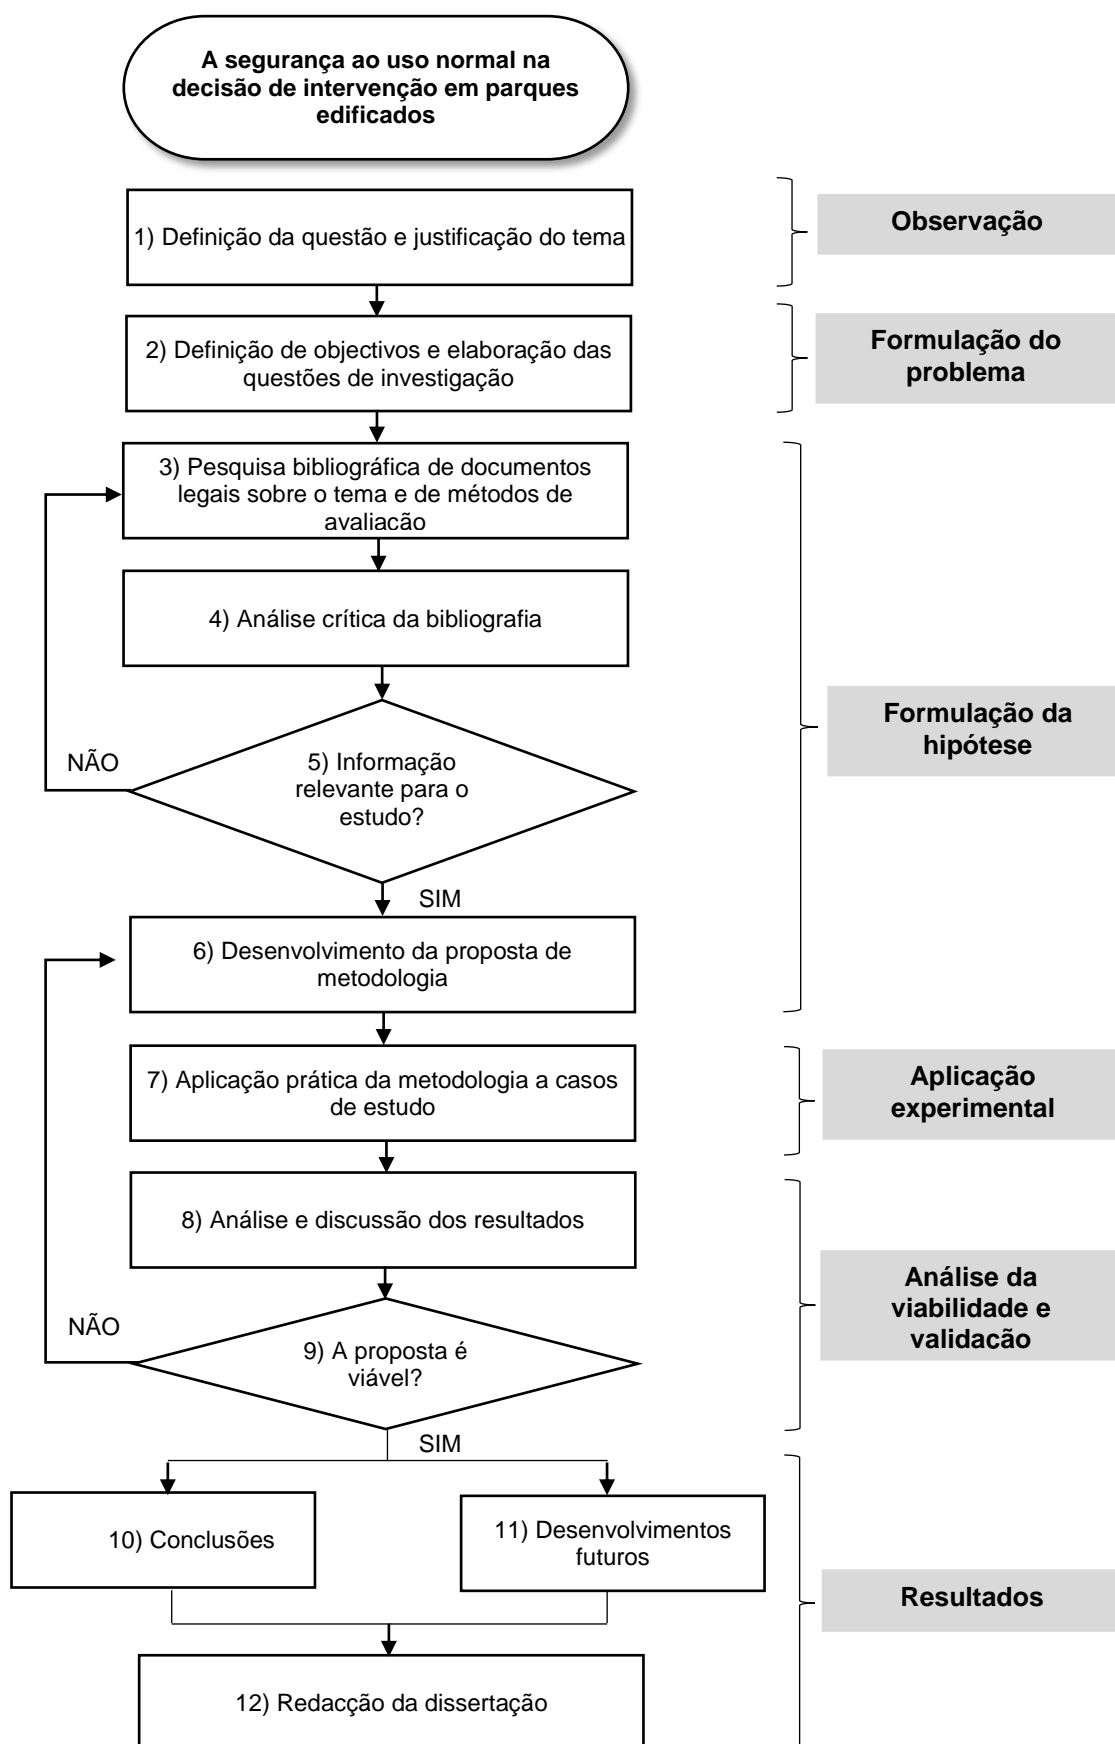 A segurança ao uso normal na
decisão de intervenção em parques
edificados
1) Definição da questão e justificação do tema
Observação
2) Definição de objectivos e elaboração das
questões de investigação
Formulação do
problema
3) Pesquisa bibliográfica de documentos
legais sobre o tema e de métodos de
avaliação
4) Análise crítica da bibliografia
Formulação da
hipótese
NÃO
5) Informação
relevante para o
estudo?
SIM
6) Desenvolvimento da proposta de
metodologia
7) Aplicação prática da metodologia a casos
de estudo
Aplicação
experimental
8) Análise e discussão dos resultados
Análise da
viabilidade e
validação
NÃO
9) A proposta é
viável?
SIM
10) Conclusões
11) Desenvolvimentos
futuros
Resultados
12) Redacção da dissertação